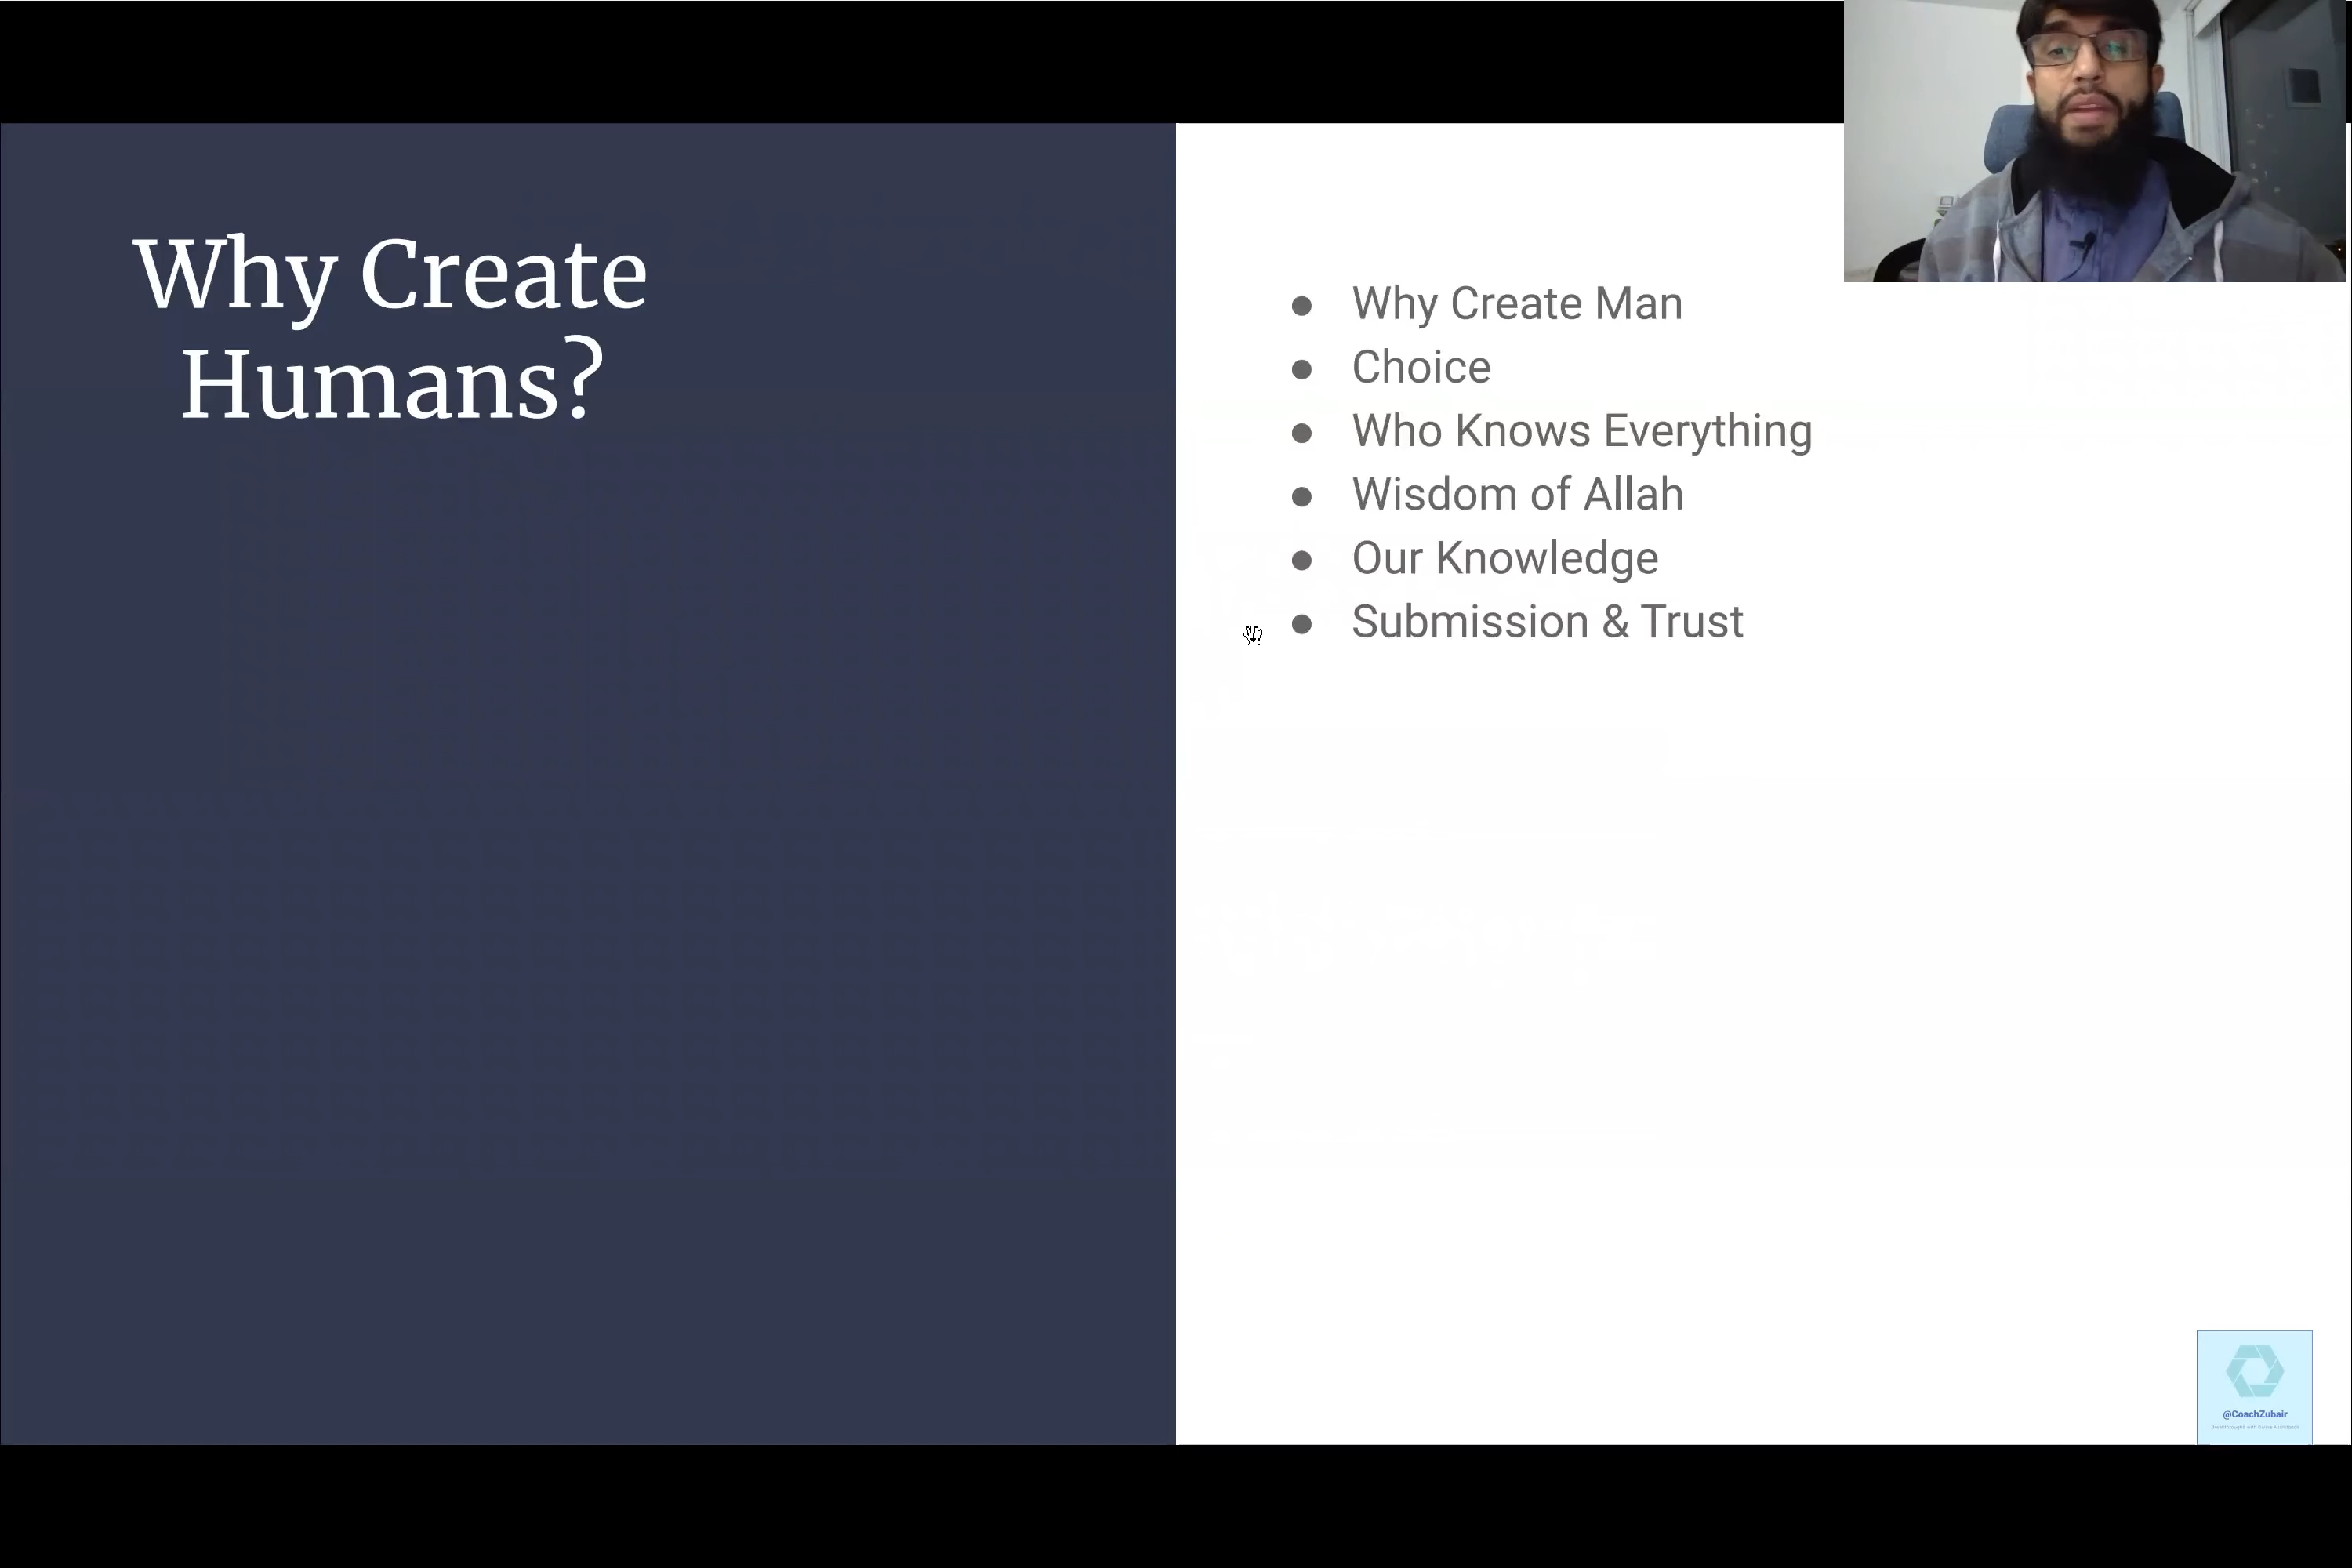 Why Create
Humans?
Why Create Man
Choice
Who Knows Everything
Wisdom of Allah
Our Knowledge
Submission & Trust
@CoachZubair